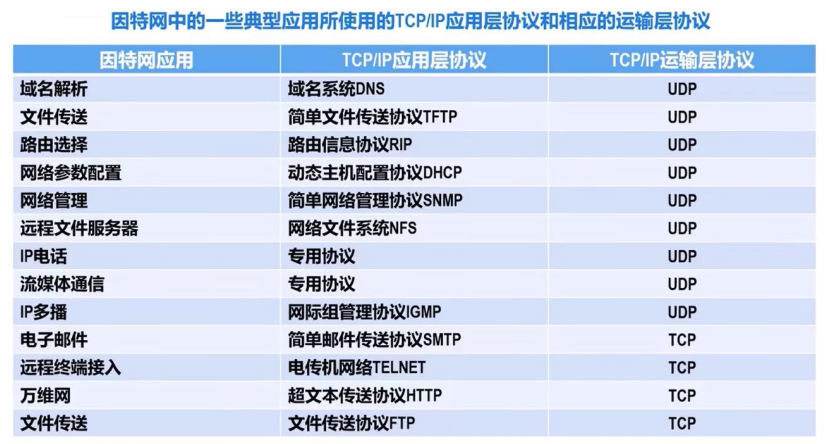 因特网中的一些典型应用所使用的TCP/IP应用层协议和相应的运输层协议
因特网应用 TCP/IP应用层协议 TCP/IP运输层协议
域名解析 域名系统DNS UDP
文件传送 简单文件传送协议TFTP UDP
路由选择 路由信息协议RIP UDP
网络参数配置 动态主机配置协议DHCP UDP
网络管理 简单网络管理协议SNMP UDP
远程文件服务器 网络文件系统NFS UDP
IP电话 专用协议 UDP
流媒体通信 专用协议 UDP
IP多播 网际组管理协议IGMP UDP
电子邮件 简单邮件传送协议SMTP TCP
远程终端接入 电传机网络TELNET TCP
万维网 超文本传送协议HTTP TCP
文件传送 文件传送协议FTP TCP